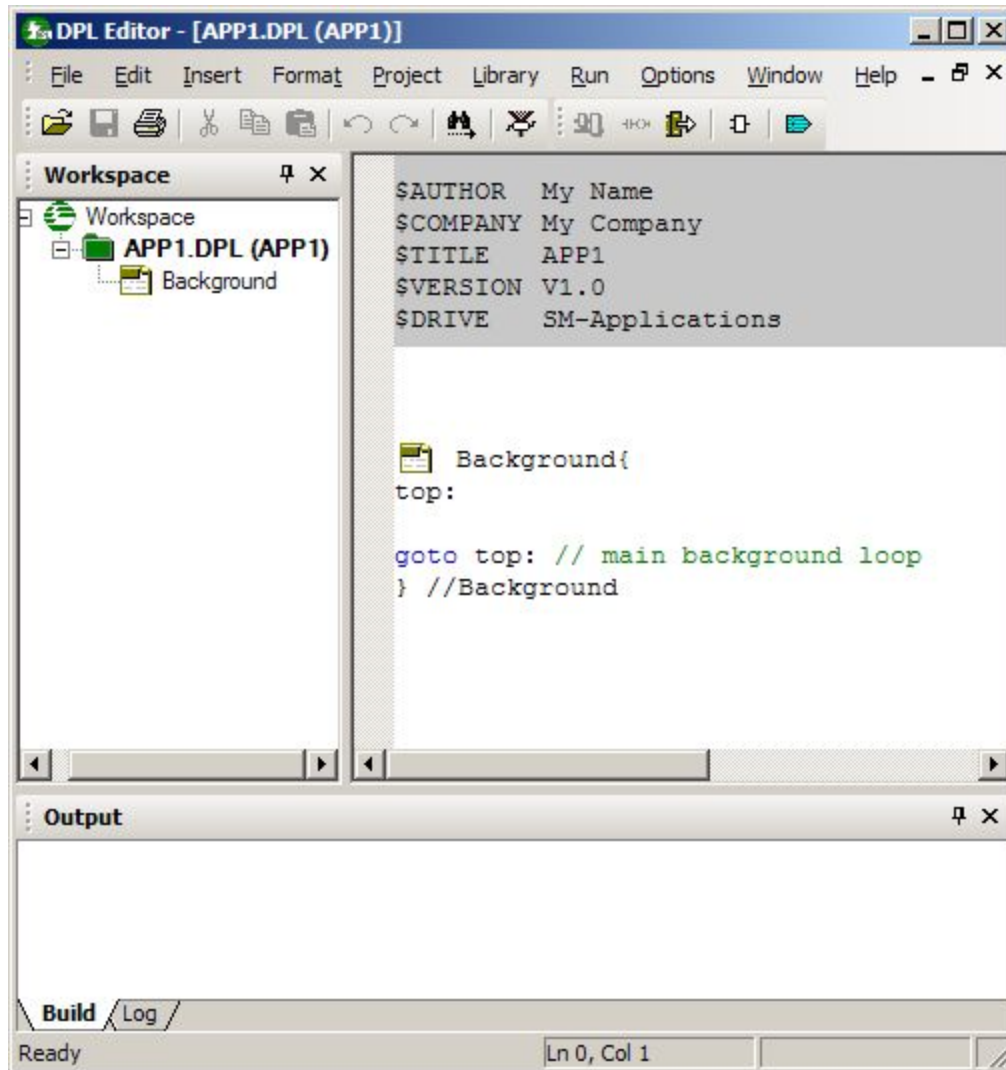 DPL Editor - [APP1.DPL (APP1)]
File Edit Insert Format Project Library Run Options Window Help
Workspace
Workspace
APP1.DPL (APP1)
Background
$AUTHOR My Name
$COMPANY My Company
$TITLE APP1
$VERSION V1.0
$DRIVE SM-Applications
Background{
top:
goto top: // main background loop
} //Background
Output
Build Log
Ready Ln 0, Col 1